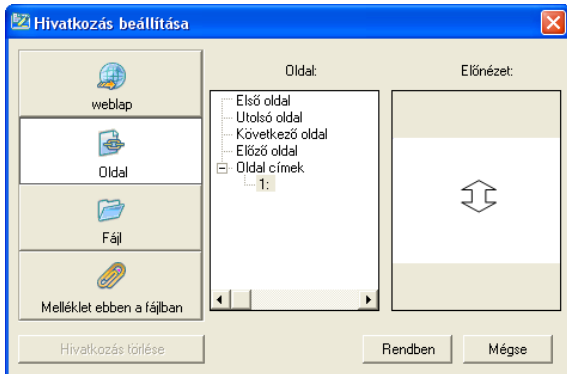 Hivatkozás beállítása
weblap
Oldal
Fájl
Melléklet ebben a fájlban
Oldal:
Első oldal
Utolsó oldal
Következő oldal
Előző oldal
Oldal címek
1:
Előnézet:
Hivatkozás törlése
Rendben
Mégse